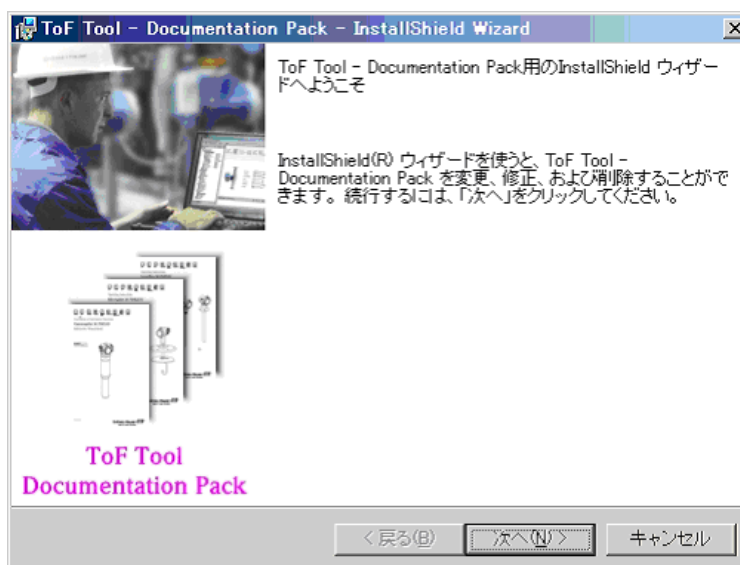 ToF Tool - Documentation Pack - InstallShield Wizard
ToF Tool - Documentation Pack用のInstallShield ウィザー
ドへようこそ
InstallShield(R) ウィザードを使うと、ToF Tool -
Documentation Pack を変更、修正、および削除することがで
きます。続行するには、「次へ」をクリックしてください。
ToF Tool
Documentation Pack
< 戻る(B)
次へ(N) >
キャンセル